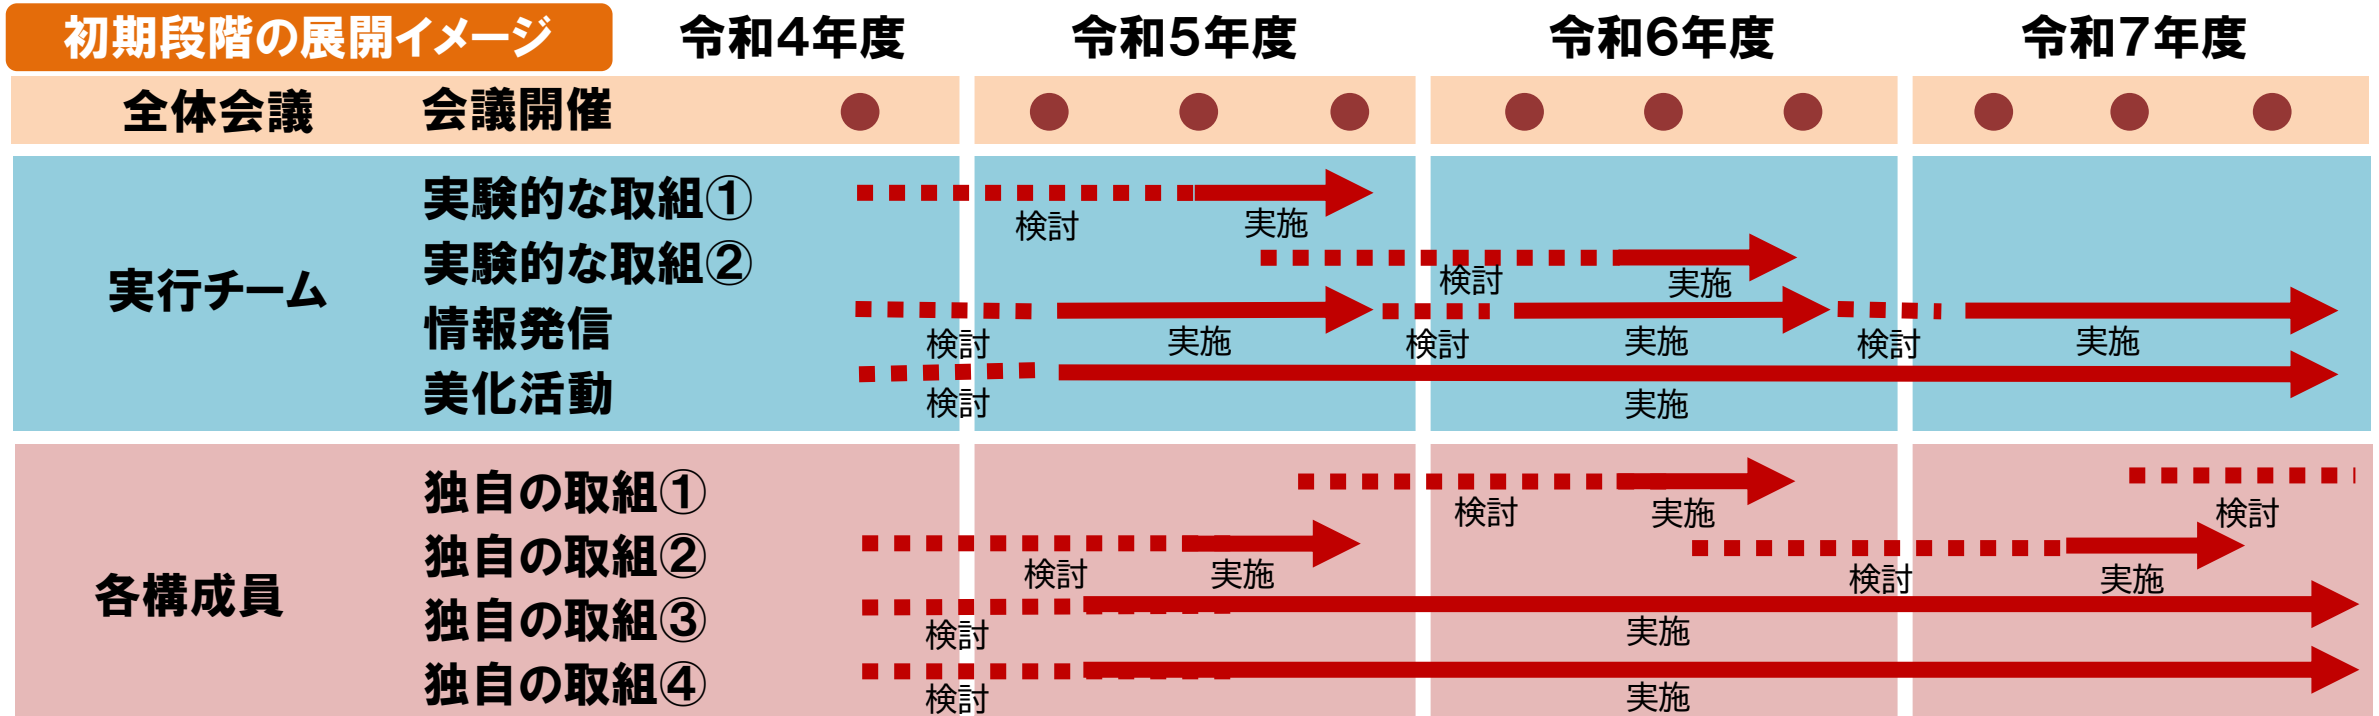 初期段階の展開イメージ 令和4年度 令和5年度 令和6年度 令和7年度
全体会議 会議開催
実行チーム
実験的な取組①
検討 実施
実験的な取組②
検討 実施
情報発信
検討 実施 検討 実施 検討 実施
美化活動
検討 実施
各構成員
独自の取組①
検討 実施 検討
独自の取組②
検討 実施 検討 実施
独自の取組③
検討 実施
独自の取組④
検討 実施